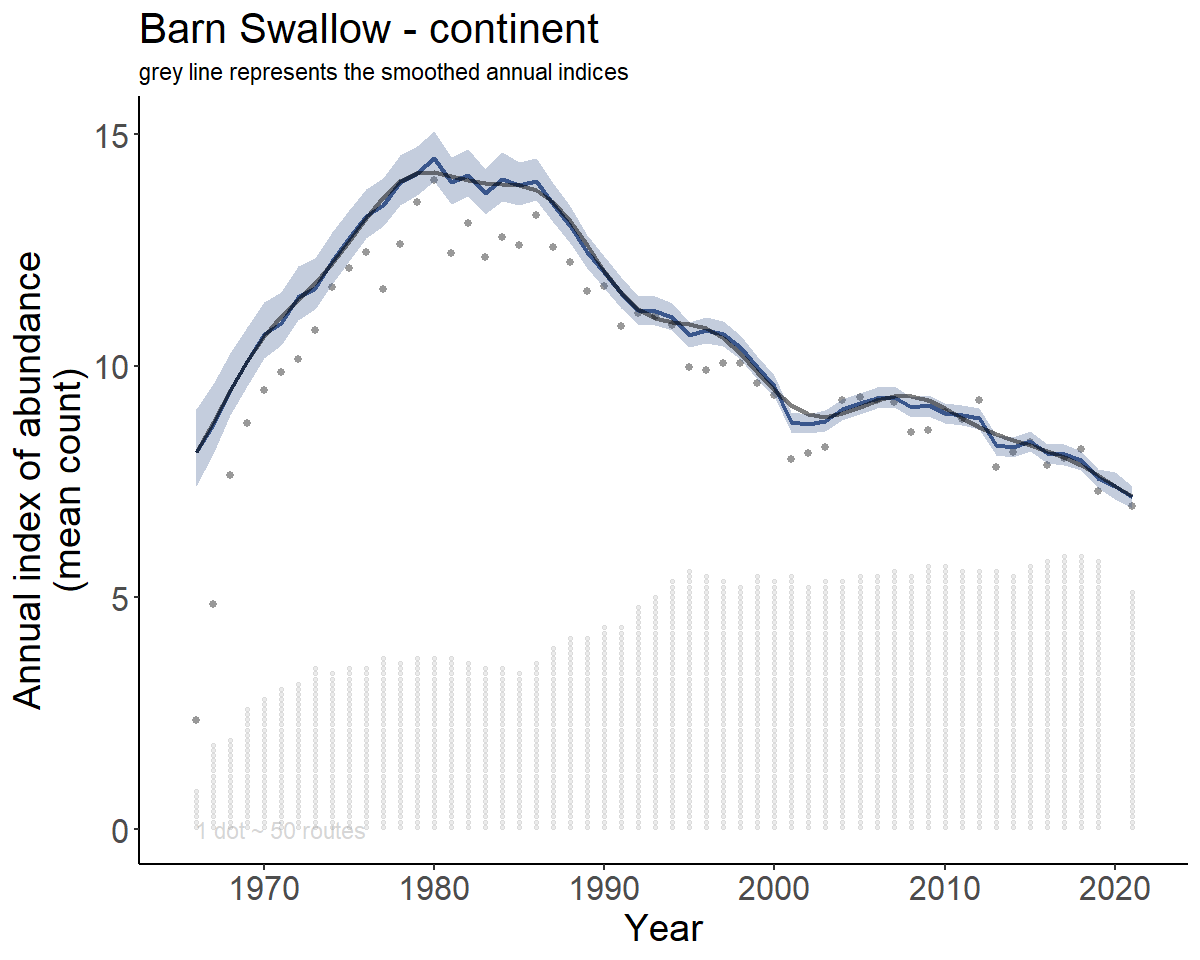 Barn Swallow - continent
grey line represents the smoothed annual indices
Annual index of abundance
(mean count)
15
10
5
0
1 dot ~ 50 routes
1970
1980
1990
2000
2010
2020
Year